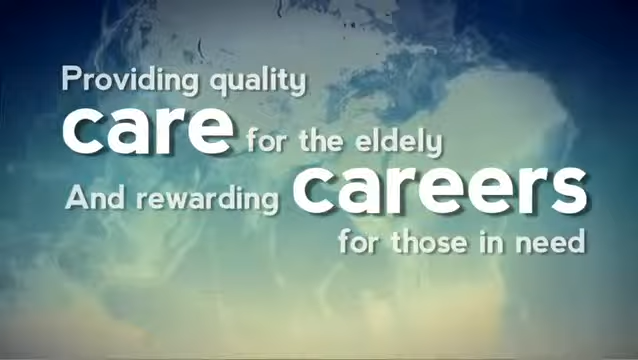 Providing quality
care for the eldely
And rewarding careers
for those in need